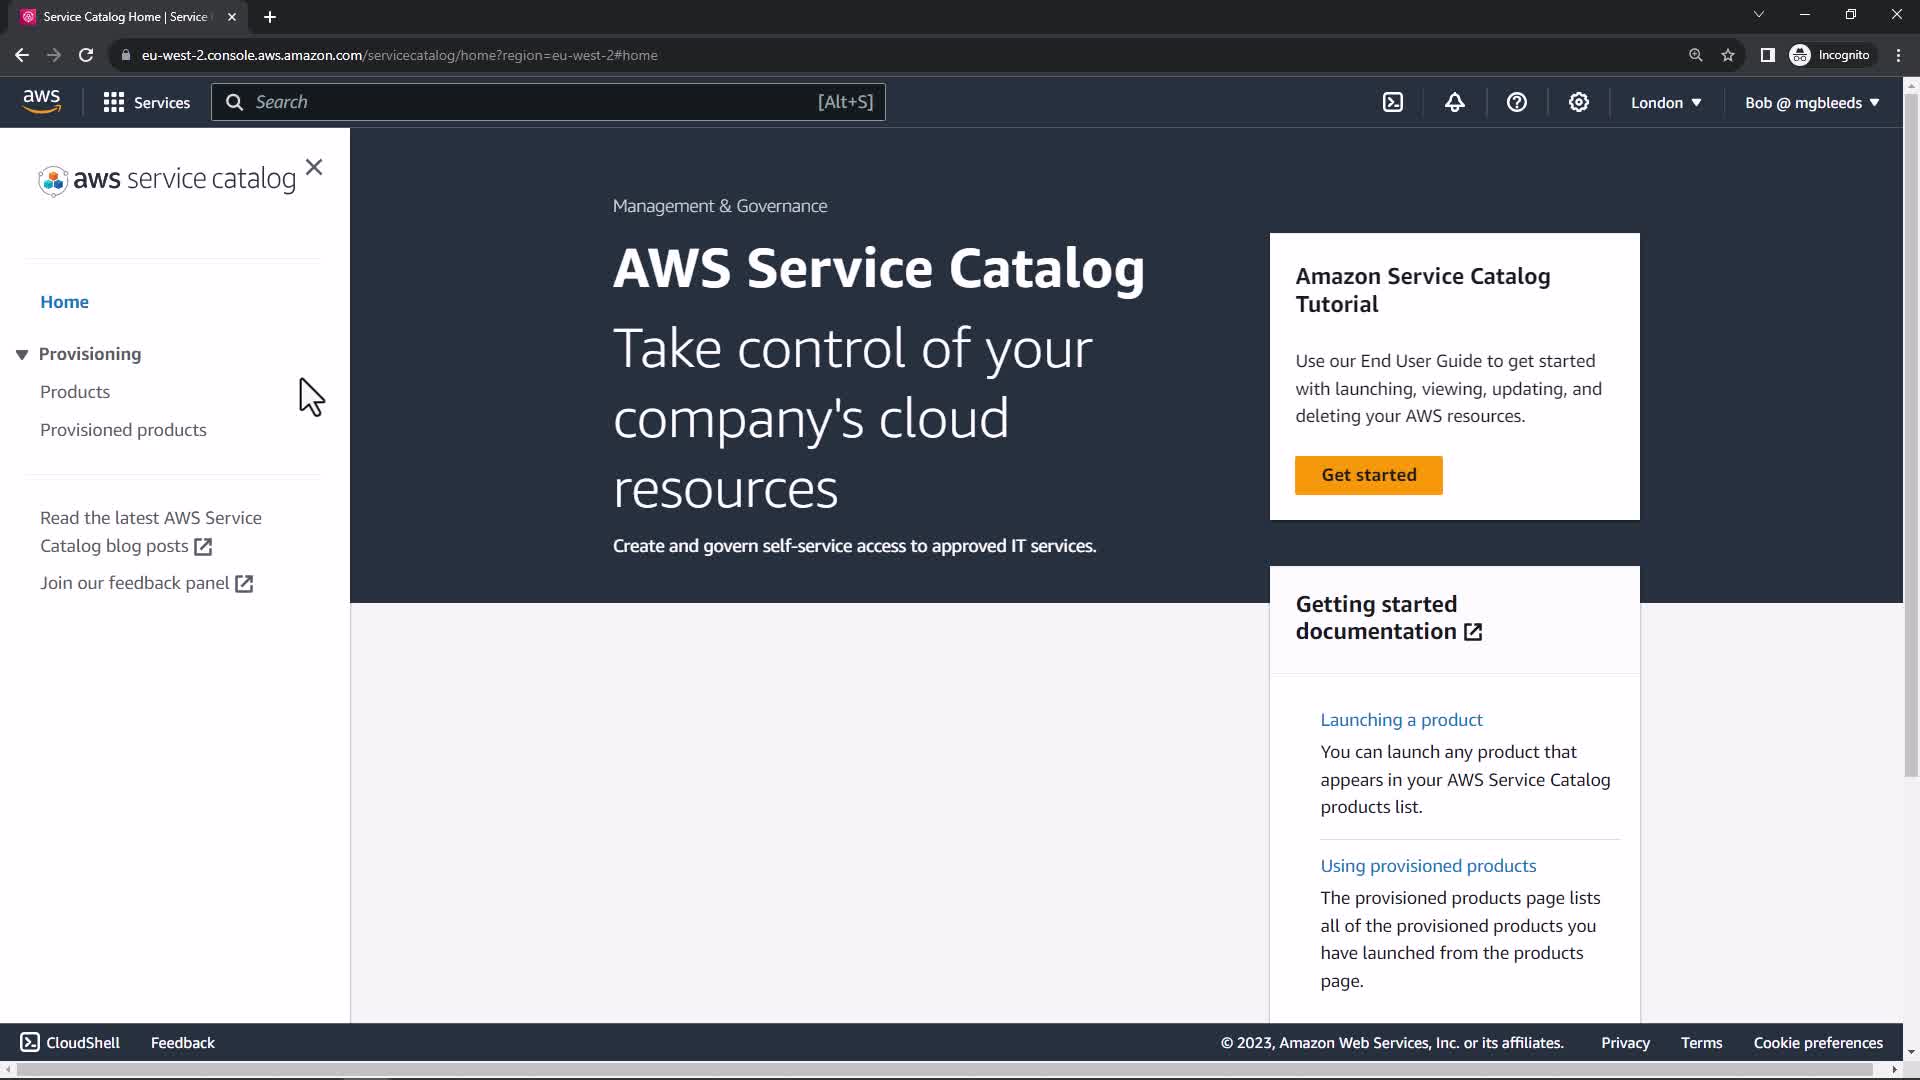 Service Catalog Home | Service
eu-west-2.console.aws.amazon.com/servicecatalog/home?region=eu-west-2#home
Incognito
aws
Services
Search
[Alt+S]
London
Bob @ mgbleeds
aws service catalog
Home
Provisioning
Products
Provisioned products
Read the latest AWS Service
Catalog blog posts
Join our feedback panel
Management & Governance
AWS Service Catalog
Take control of your
company's cloud
resources
Create and govern self-service access to approved IT services.
Amazon Service Catalog
Tutorial
Use our End User Guide to get started
with launching, viewing, updating, and
deleting your AWS resources.
Get started
Getting started
documentation
Launching a product
You can launch any product that
appears in your AWS Service Catalog
products list.
Using provisioned products
The provisioned products page lists
all of the provisioned products you
have launched from the products
page.
CloudShell
Feedback
© 2023, Amazon Web Services, Inc. or its affiliates.
Privacy
Terms
Cookie preferences